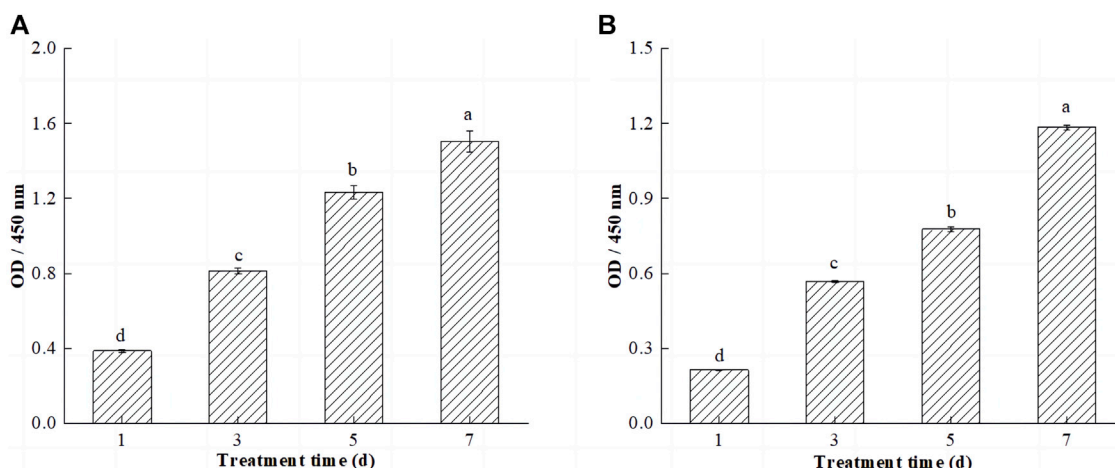 A
2.0
1.6
1.2
0.8
0.4
0.0
OD / 450 nm
d
c
b
a
1 3 5 7
Treatment time (d)
B
1.5
1.2
0.9
0.6
0.3
0.0
OD / 450 nm
d
c
b
a
1 3 5 7
Treatment time (d)